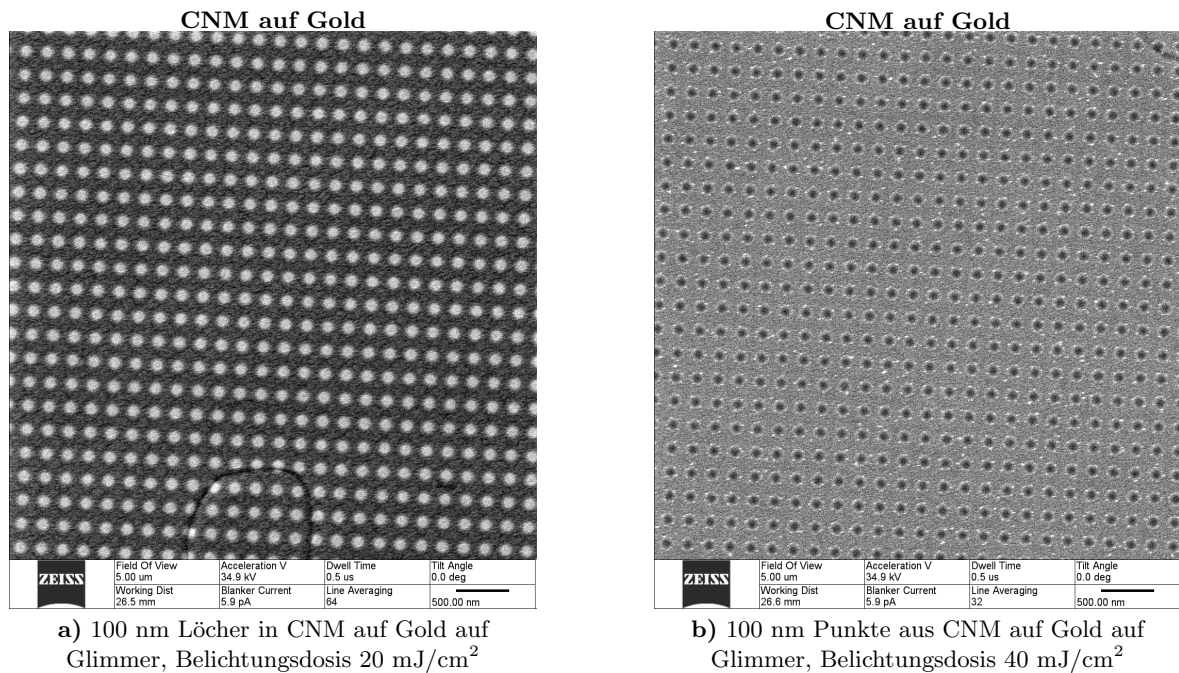 CNM auf Gold
ZEISS
Field Of View
5.00 um
Acceleration V
34.9 kV
Dwell Time
0.5 us
Tilt Angle
0.0 deg
Working Dist
26.5 mm
Blanker Current
5.9 pA
Line Averaging
64
500.00 nm
a) 100 nm Löcher in CNM auf Gold auf
Glimmer, Belichtungsdosis 20 mJ/cm²
CNM auf Gold
ZEISS
Field Of View
5.00 um
Acceleration V
34.9 kV
Dwell Time
0.5 us
Tilt Angle
0.0 deg
Working Dist
26.6 mm
Blanker Current
5.9 pA
Line Averaging
32
500.00 nm
b) 100 nm Punkte aus CNM auf Gold auf
Glimmer, Belichtungsdosis 40 mJ/cm²